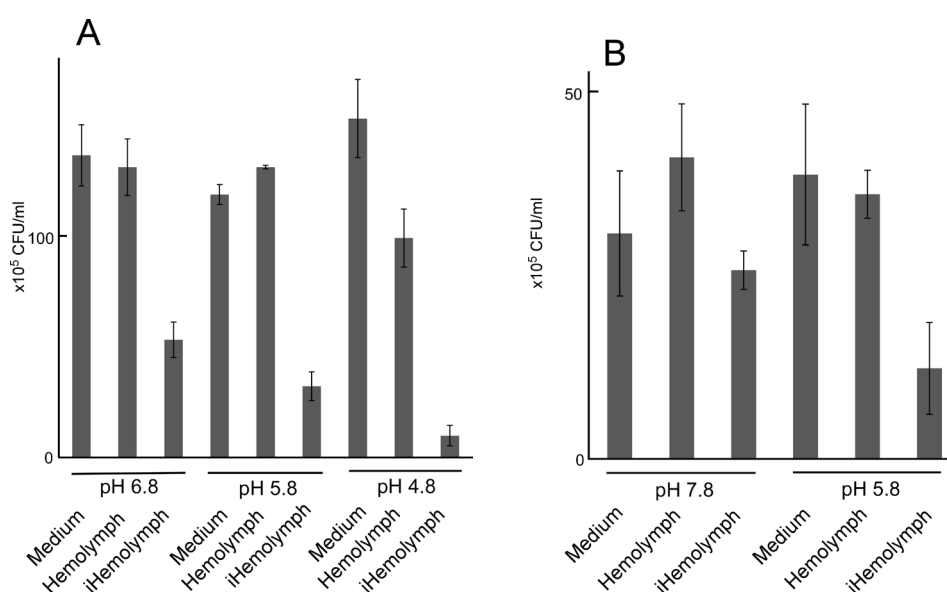 A
x10⁵ CFU/ml
100
0
pH 6.8
pH 5.8
pH 4.8
Medium
Hemolymph
iHemolymph
Medium
Hemolymph
iHemolymph
Medium
Hemolymph
iHemolymph
B
x10⁵ CFU/ml
50
0
pH 7.8
pH 5.8
Medium
Hemolymph
iHemolymph
Medium
Hemolymph
iHemolymph